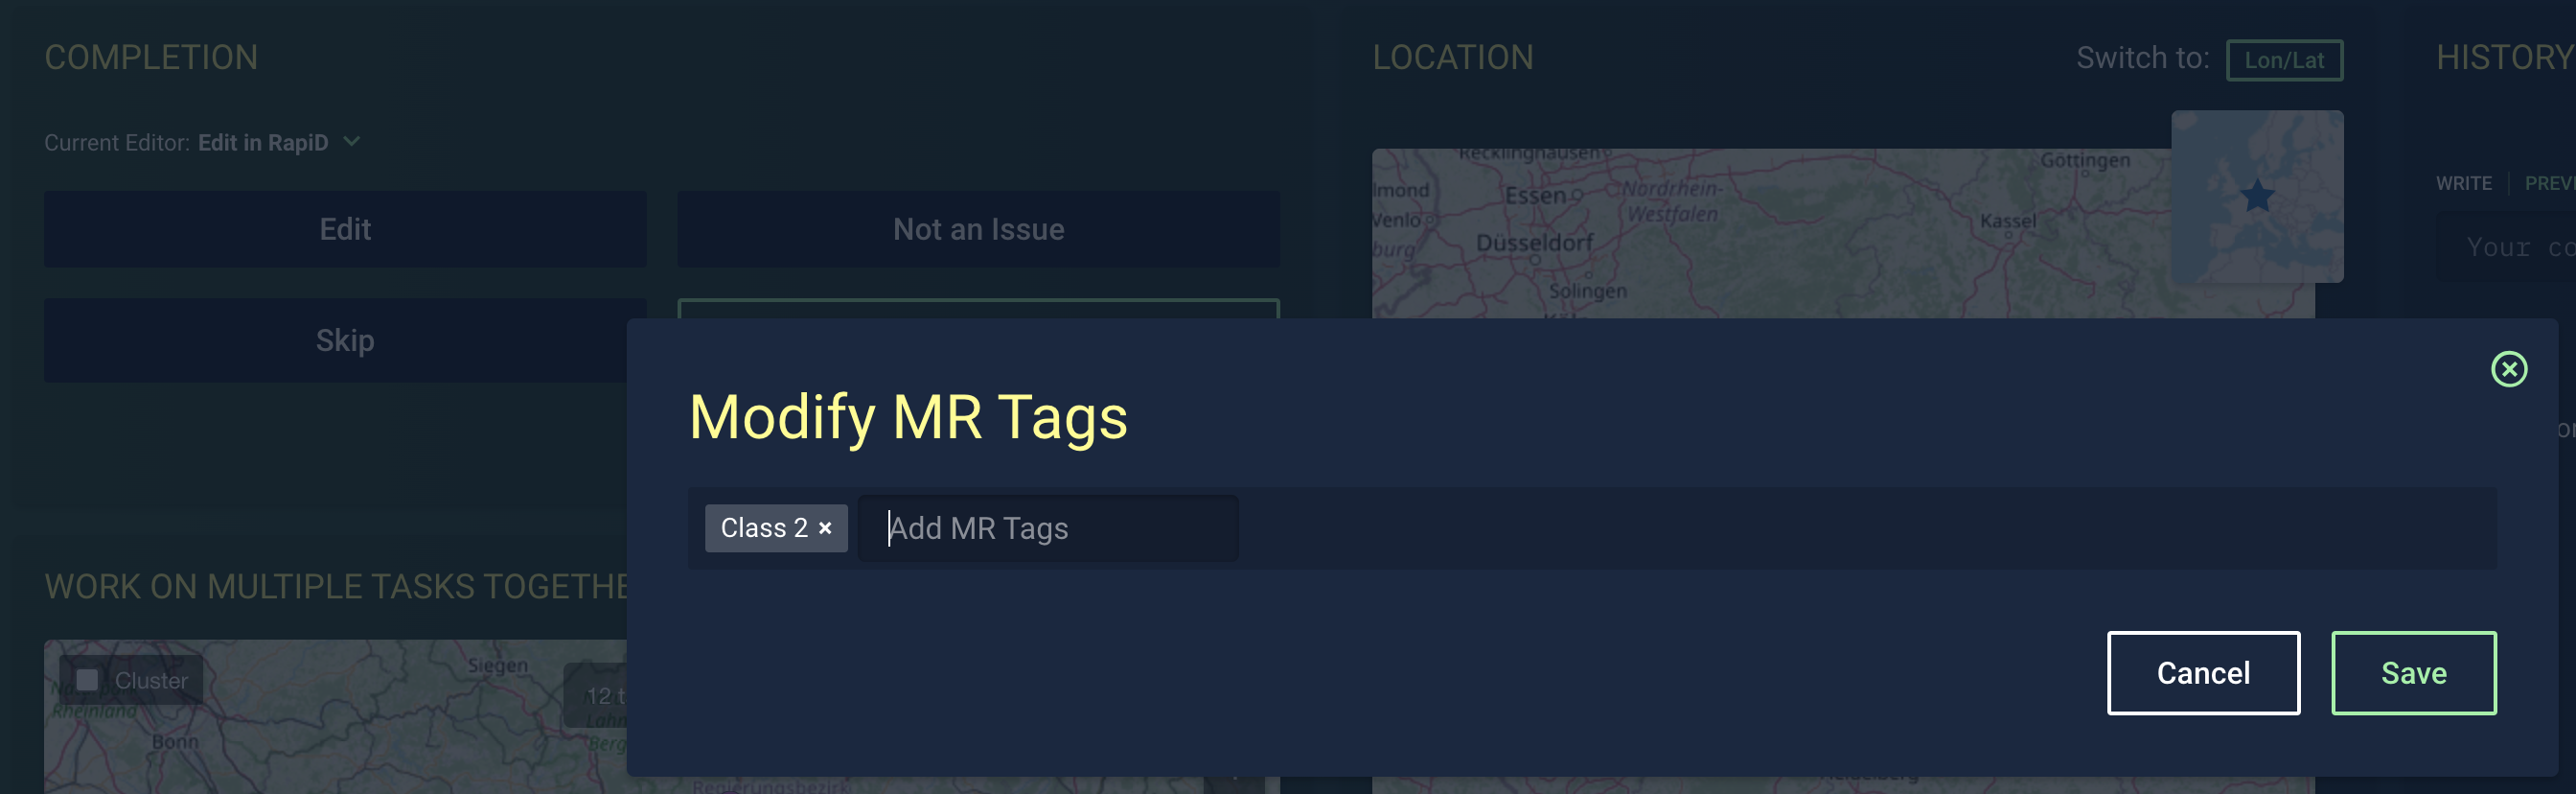 COMPLETION
Current Editor: Edit in RapiD
Edit
Not an Issue
Skip
LOCATION
Switch to: Lon/Lat
Recklinghausen
Göttingen
lmond
Essen
Nordrhein-
Westfalen
Venlo
Kassel
burg
Düsseldorf
Solingen
HISTORY
WRITE PREVI
Your co
Modify MR Tags
Class 2 × Add MR Tags
Cancel
Save
WORK ON MULTIPLE TASKS TOGETHE
Cluster
Siegen
12 t
Rheinland
Lahn
Bonn
Berg
Regierungsbezirk